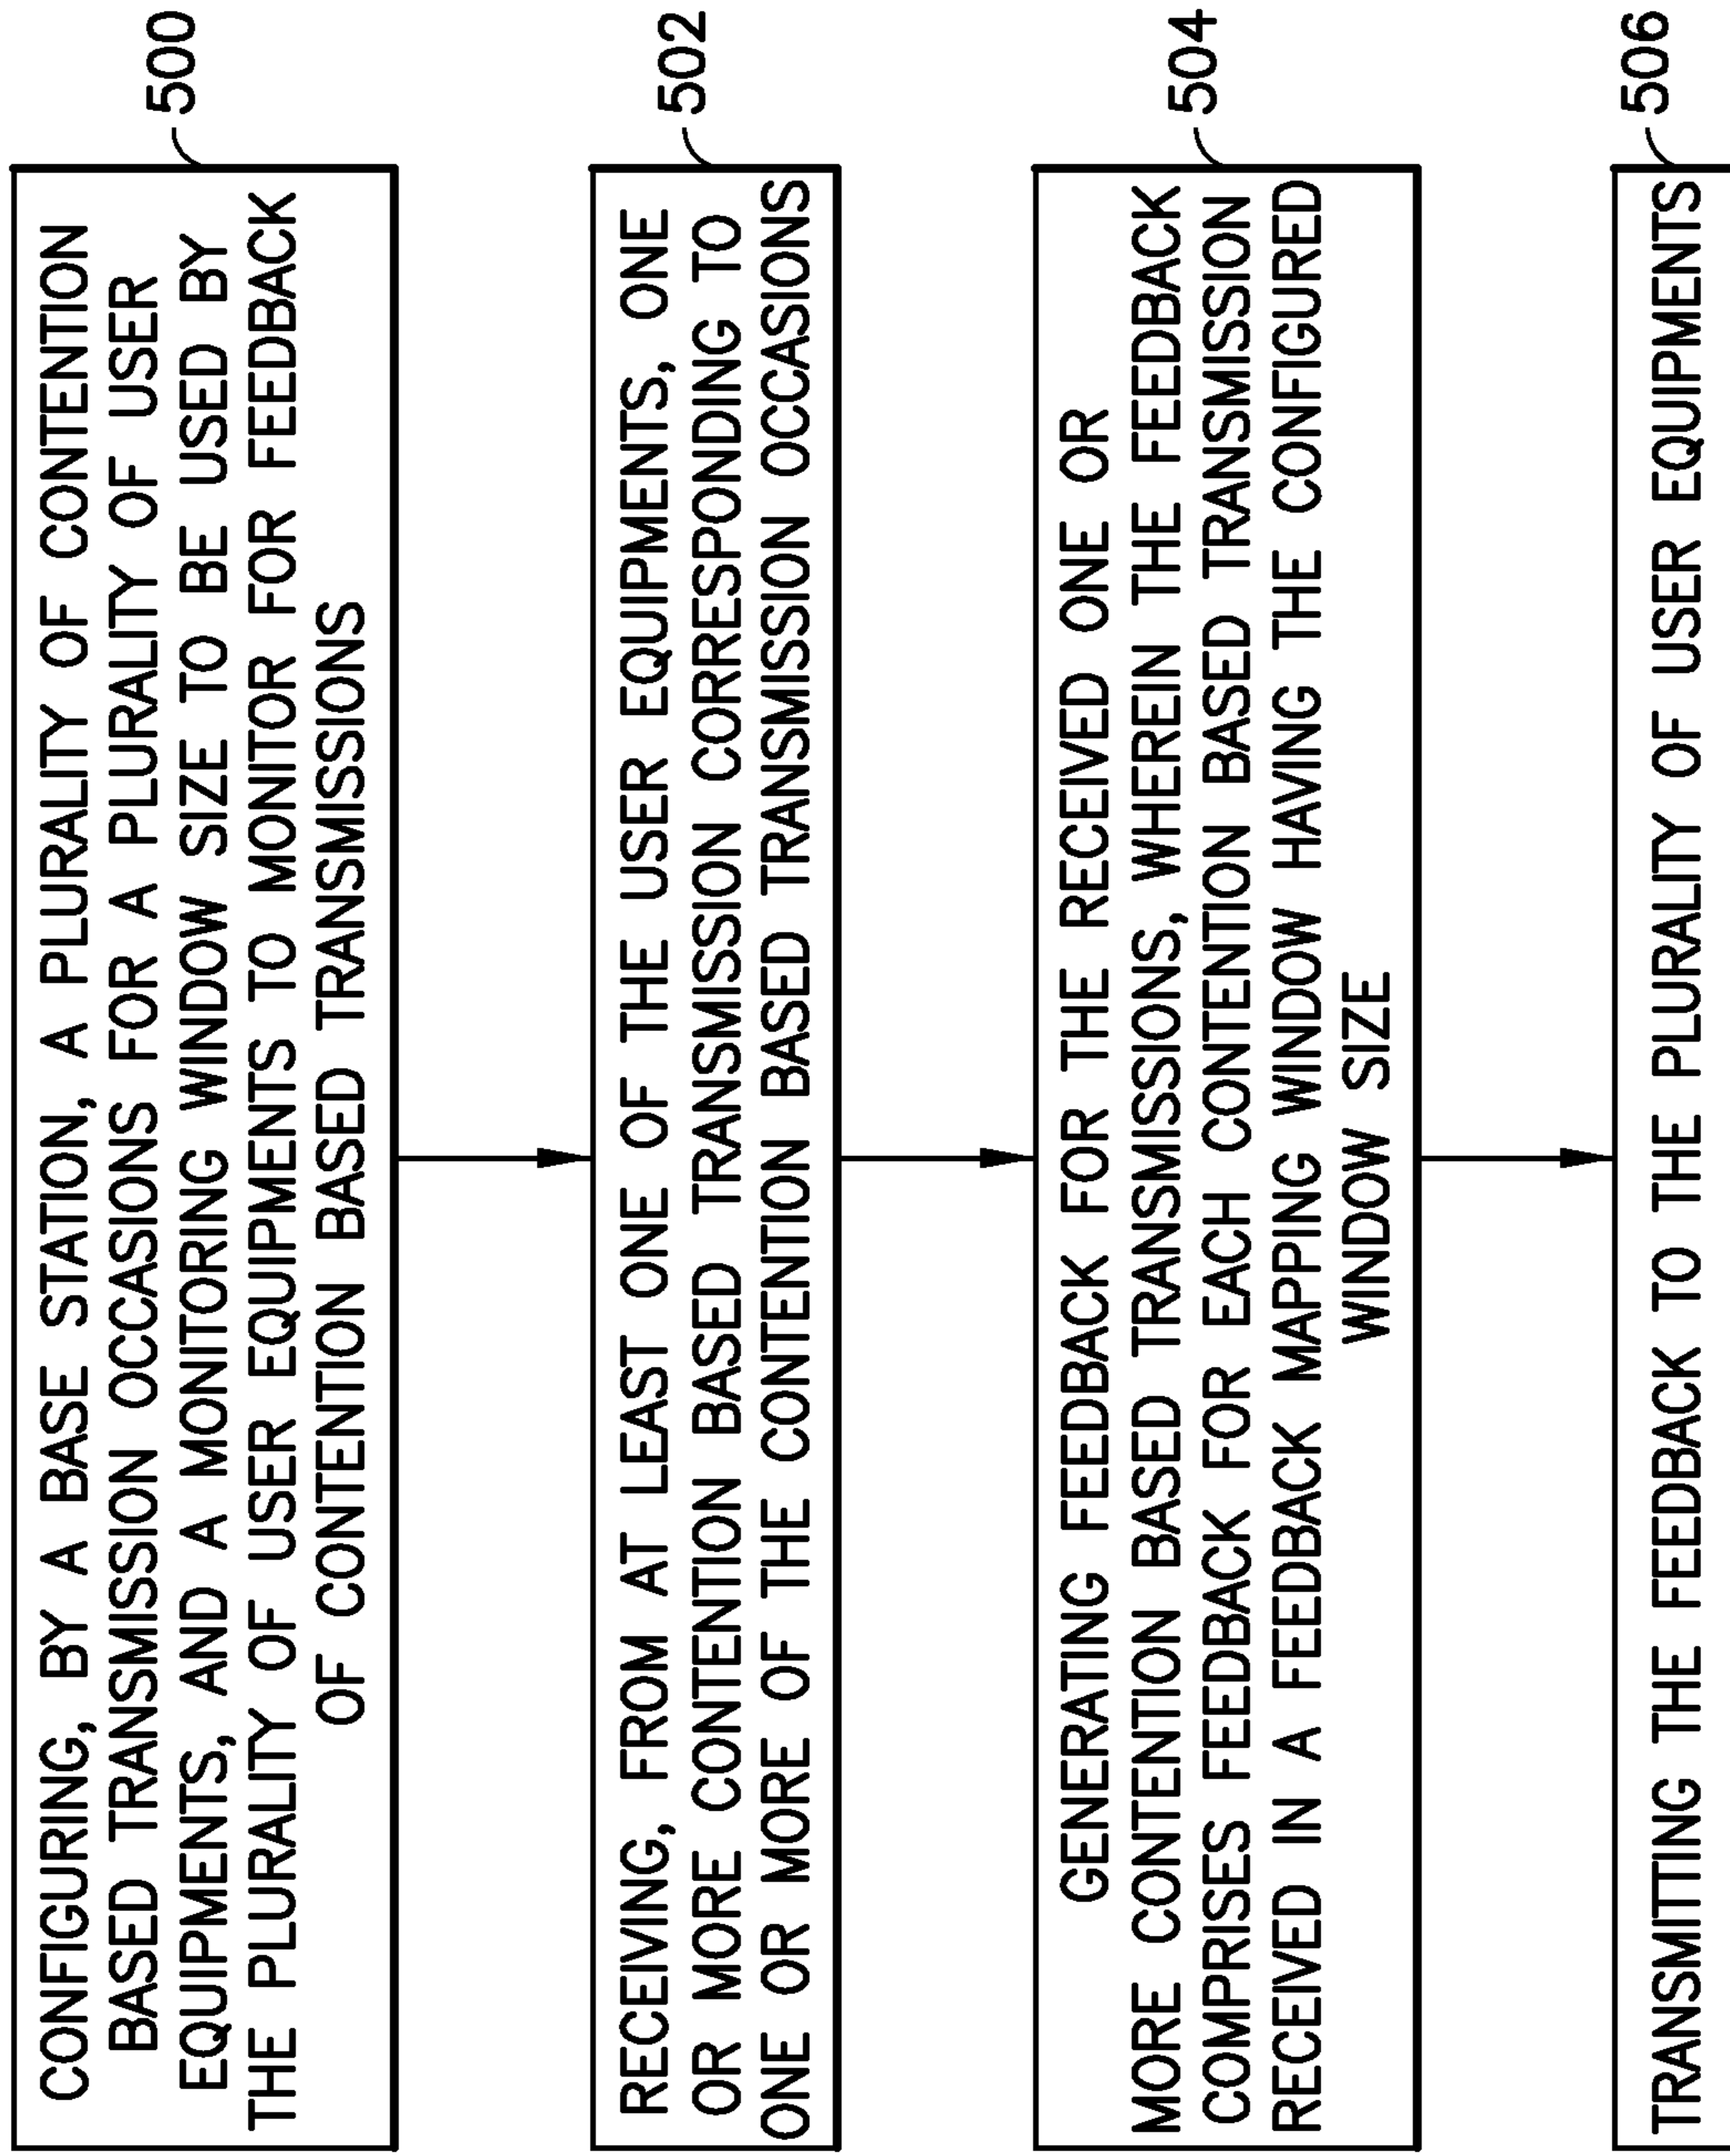 CONFIGURING, BY A BASE STATION, A PLURALITY OF CONTENTION
BASED TRANSMISSION OCCASIONS FOR A PLURALITY OF USER
EQUIPMENTS, AND A MONITORING WINDOW SIZE TO BE USED BY
THE PLURALITY OF USER EQUIPMENTS TO MONITOR FOR FEEDBACK
OF CONTENTION BASED TRANSMISSIONS
500
RECEIVING, FROM AT LEAST ONE OF THE USER EQUIPMENTS, ONE
OR MORE CONTENTION BASED TRANSMISSION CORRESPONDING TO
ONE OR MORE OF THE CONTENTION BASED TRANSMISSION OCCASIONS
502
GENERATING FEEDBACK FOR THE RECEIVED ONE OR
MORE CONTENTION BASED TRANSMISSIONS, WHEREIN THE FEEDBACK
COMPRISES FEEDBACK FOR EACH CONTENTION BASED TRANSMISSION
RECEIVED IN A FEEDBACK MAPPING WINDOW HAVING THE CONFIGURED
WINDOW SIZE
504
TRANSMITTING THE FEEDBACK TO THE PLURALITY OF USER EQUIPMENTS
506